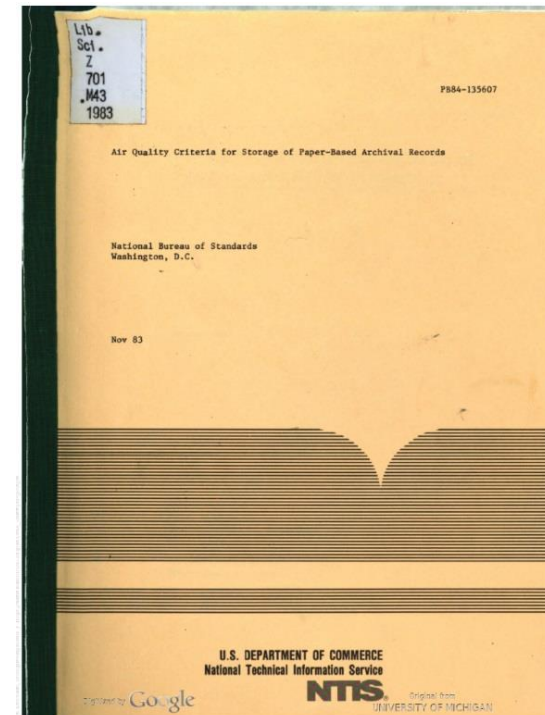 Lib.
Sci.
Z
701
.M43
1983
PB84-135607
Air Quality Criteria for Storage of Paper-Based Archival Records
National Bureau of Standards
Washington, D.C.
Nov 83
U.S. DEPARTMENT OF COMMERCE
National Technical Information Service
NTIS®
Digitized by Google
Original from
UNIVERSITY OF MICHIGAN